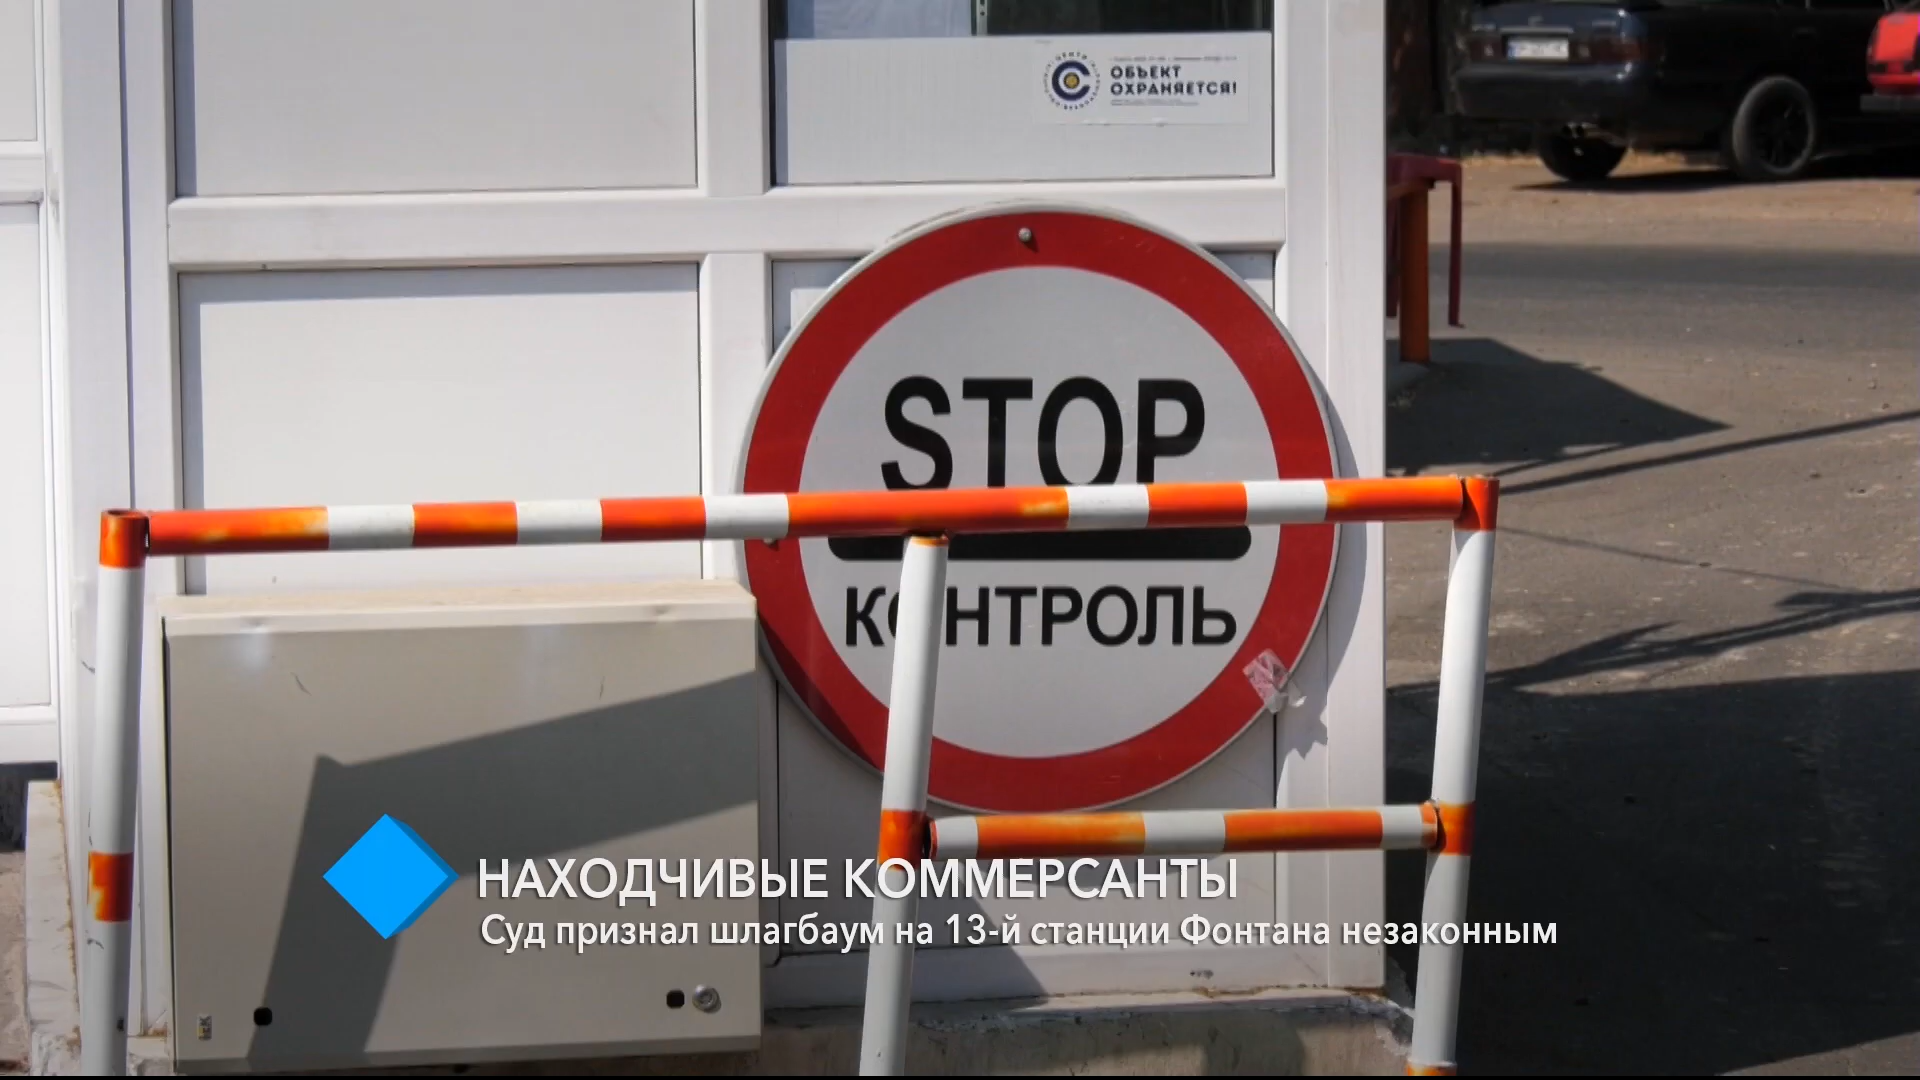 ОБЪЕКТ
ОХРАНЯЕТСЯ!
STOP
КОНТРОЛЬ
НАХОДЧИВЫЕ КОММЕРСАНТЫ
Суд признал шлагбаум на 13-й станции Фонтана незаконным